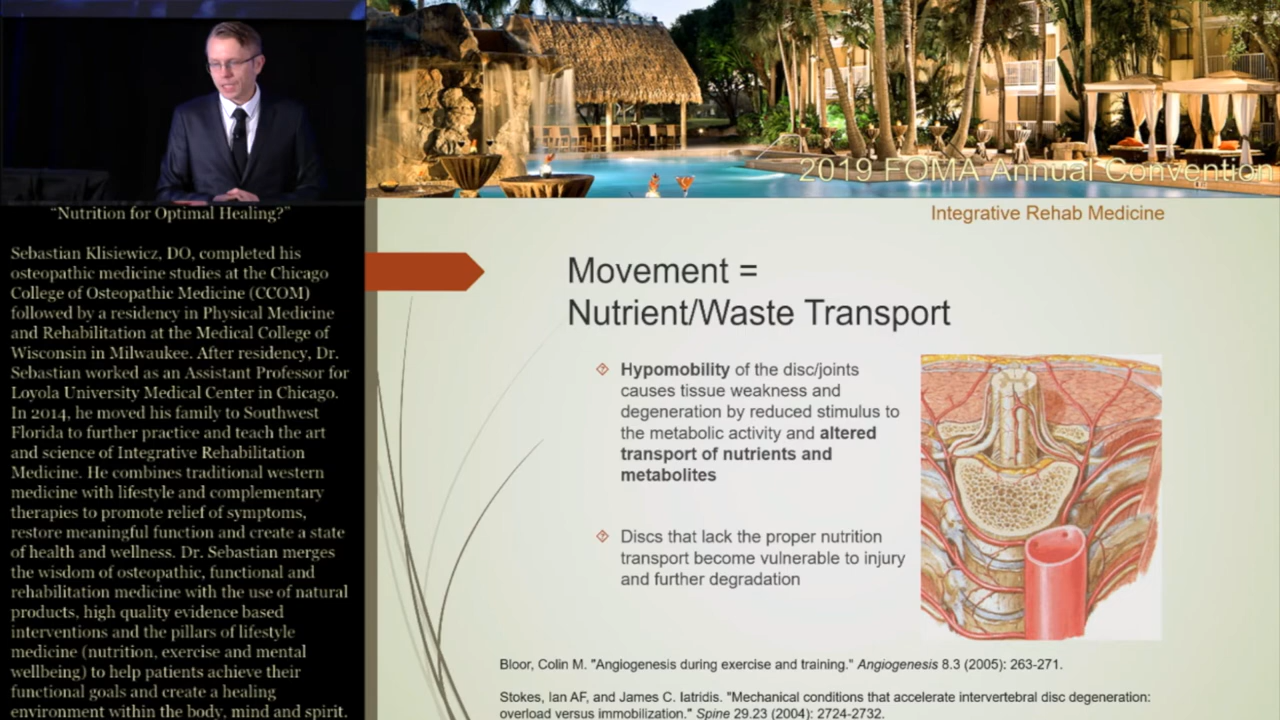 2019 FOMA Annual Convention
"Nutrition for Optimal Healing?"
Sebastian Klisiewicz, DO, completed his
osteopathic medicine studies at the Chicago
College of Osteopathic Medicine (CCOM)
followed by a residency in Physical Medicine
and Rehabilitation at the Medical College of
Wisconsin in Milwaukee. After residency, Dr.
Sebastian worked as an Assistant Professor for
Loyola University Medical Center in Chicago.
In 2014, he moved his family to Southwest
Florida to further practice and teach the art
and science of Integrative Rehabilitation
Medicine. He combines traditional western
medicine with lifestyle and complementary
therapies to promote relief of symptoms,
restore meaningful function and create a state
of health and wellness. Dr. Sebastian merges
the wisdom of osteopathic, functional and
rehabilitation medicine with the use of natural
products, high quality evidence based
interventions and the pillars of lifestyle
medicine (nutrition, exercise and mental
wellbeing) to help patients achieve their
functional goals and create a healing
environment within the body, mind and spirit.
Integrative Rehab Medicine
Movement =
Nutrient/Waste Transport
Hypomobility of the disc/joints
causes tissue weakness and
degeneration by reduced stimulus to
the metabolic activity and altered
transport of nutrients and
metabolites
Discs that lack the proper nutrition
transport become vulnerable to injury
and further degradation
Bloor, Colin M. "Angiogenesis during exercise and training." Angiogenesis 8.3 (2005): 263-271.
Stokes, Ian AF, and James C. Iatridis. "Mechanical conditions that accelerate intervertebral disc degeneration:
overload versus immobilization." Spine 29.23 (2004): 2724-2732.